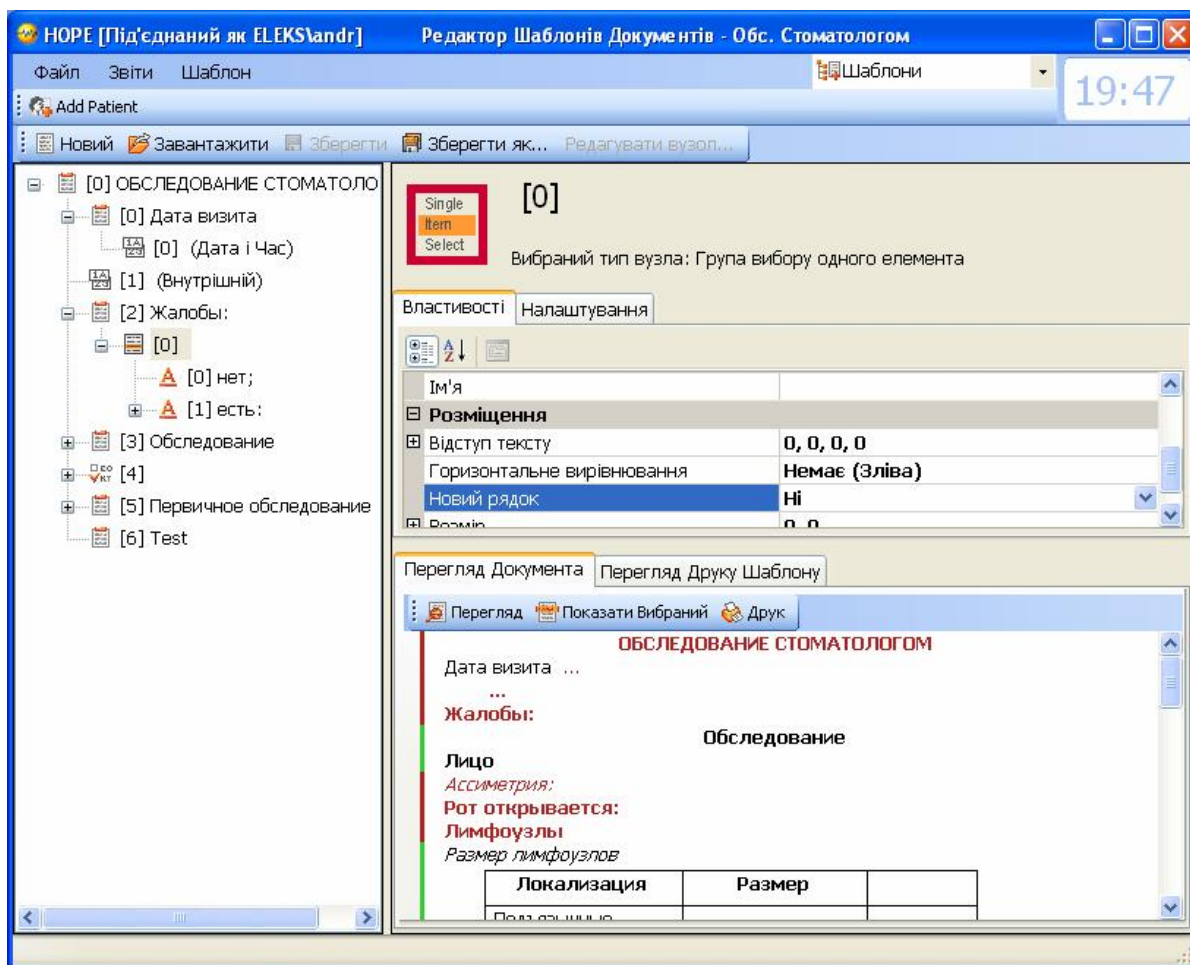 HOPE [Під'єднаний як ELEKS\andr] Редактор Шаблонів Документів - Обс. Стоматологом
Файл Звіти Шаблон Шаблони
19:47
Add Patient
Новий Завантажити Зберегти Зберегти як... Редагувати вузол...
[0] ОБСЛЕДОВАНИЕ СТОМАТОЛО
[0] Дата визита
[0] (Дата і Час)
[1] (Внутрішній)
[2] Жалобы:
[0]
[0] нет;
[1] есть:
[3] Обследование
[4]
[5] Первичное обследование
[6] Test
Single
Item
Select
[0]
Вибраний тип вузла: Група вибору одного елемента
Властивості Налаштування
Ім'я
Розміщення
Відступ тексту 0, 0, 0, 0
Горизонтальне вирівнювання Немає (Зліва)
Новий рядок Ні
Розмір 0, 0
Перегляд Документа Перегляд Друку Шаблону
Перегляд Показати Вибраний Друк
ОБСЛЕДОВАНИЕ СТОМАТОЛОГОМ
Дата визита ...
...
Жалобы:
Обследование
Лицо
Ассиметрия:
Рот открывается:
Лимфоузлы
Размер лимфоузлов
Локализация Размер
Подъязычные